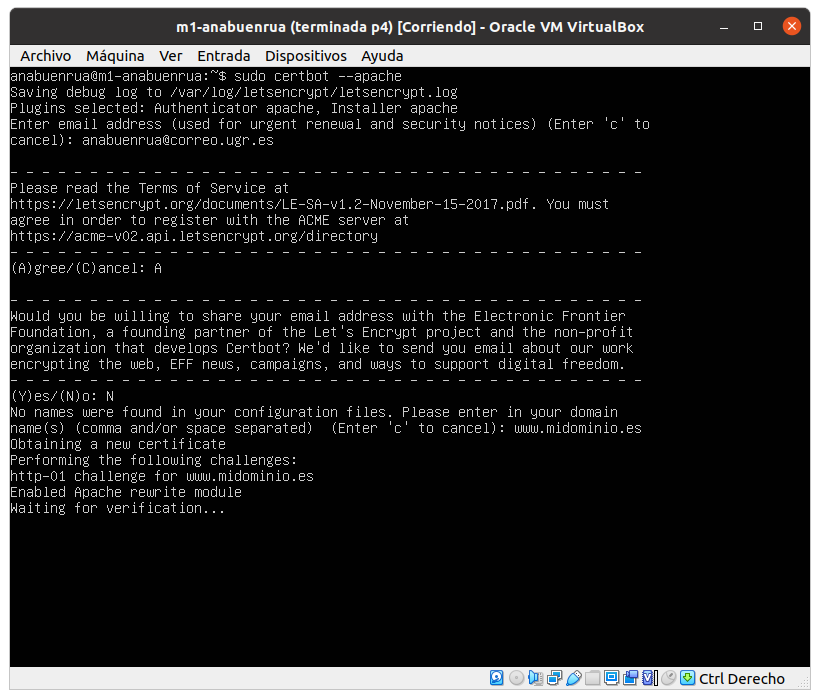 m1-anabuenrua (terminada p4) [Corriendo] - Oracle VM VirtualBox
Archivo Máquina Ver Entrada Dispositivos Ayuda
anabuenrua@m1-anabuenrua:~$ sudo certbot --apache
Saving debug log to /var/log/letsencrypt/letsencrypt.log
Plugins selected: Authenticator apache, Installer apache
Enter email address (used for urgent renewal and security notices) (Enter 'c' to
cancel): anabuenrua@correo.ugr.es
- - - - - - - - - - - - - - - - - - - - - - - - - - - - - - - - - - - - - - - -
Please read the Terms of Service at
https://letsencrypt.org/documents/LE-SA-v1.2-November-15-2017.pdf. You must
agree in order to register with the ACME server at
https://acme-v02.api.letsencrypt.org/directory
- - - - - - - - - - - - - - - - - - - - - - - - - - - - - - - - - - - - - - - -
(A)gree/(C)ancel: A
- - - - - - - - - - - - - - - - - - - - - - - - - - - - - - - - - - - - - - - -
Would you be willing to share your email address with the Electronic Frontier
Foundation, a founding partner of the Let's Encrypt project and the non-profit
organization that develops Certbot? We'd like to send you email about our work
encrypting the web, EFF news, campaigns, and ways to support digital freedom.
- - - - - - - - - - - - - - - - - - - - - - - - - - - - - - - - - - - - - - - -
(Y)es/(N)o: N
No names were found in your configuration files. Please enter in your domain
name(s) (comma and/or space separated)  (Enter 'c' to cancel): www.midominio.es
Obtaining a new certificate
Performing the following challenges:
http-01 challenge for www.midominio.es
Enabled Apache rewrite module
Waiting for verification...
Ctrl Derecho